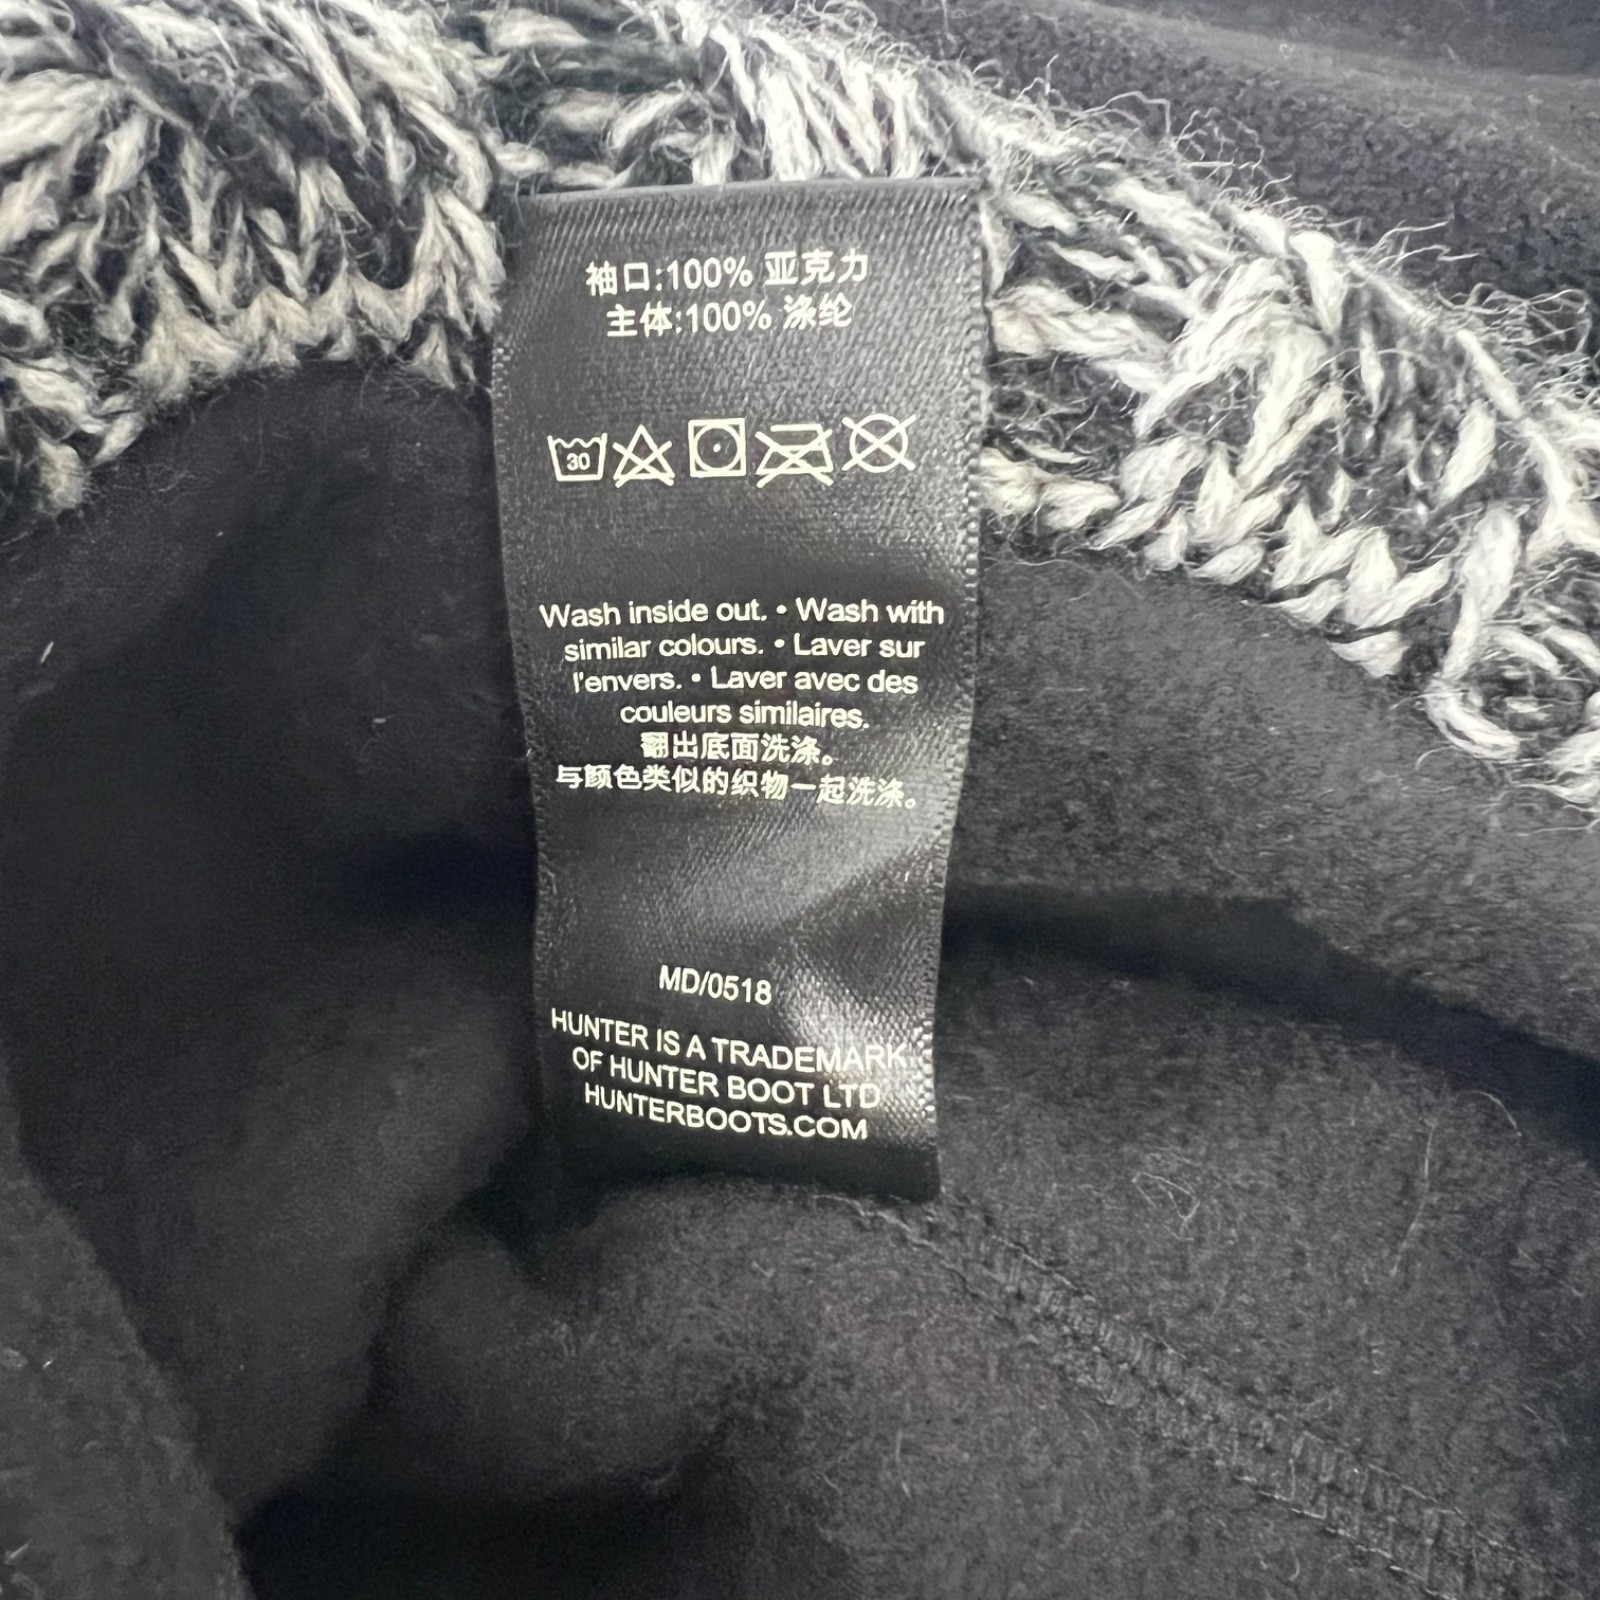 袖口:100% 亚克力
主体:100% 涤纶
30
Wash inside out. • Wash with
similar colours. • Laver sur
l'envers. • Laver avec des
couleurs similaires.
翻出底面洗涤。
与颜色类似的织物一起洗涤。
MD/0518
HUNTER IS A TRADEMARK
OF HUNTER BOOT LTD
HUNTERBOOTS.COM